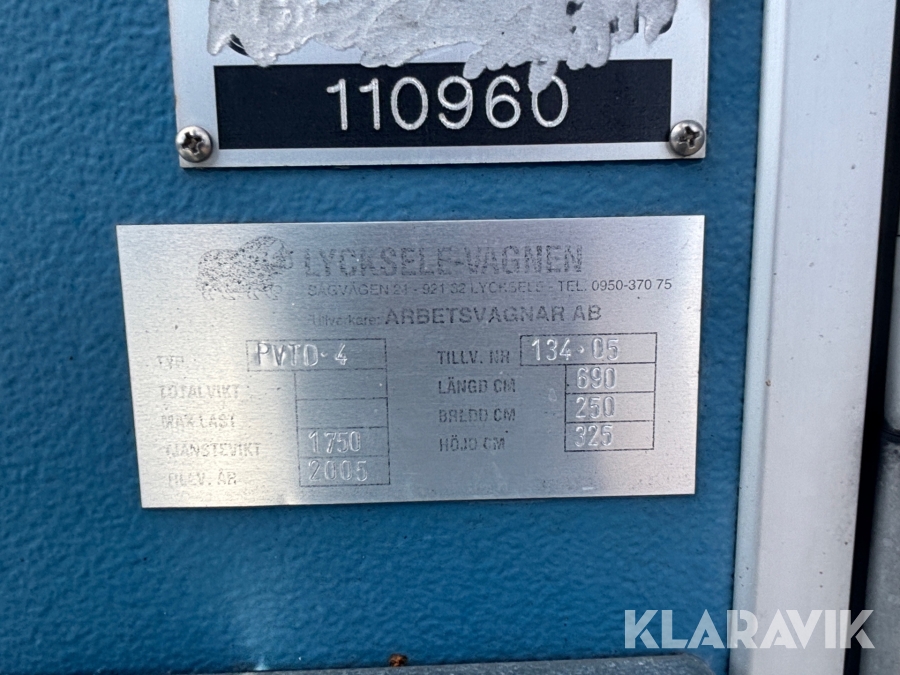 110960
LYCKSELE-VAGNEN
SÅGVÄGEN 21 - 921 32 LYCKSELE - TEL. 0950-370 75
Tillverkare: ARBETSVAGNAR AB
TYP PVTD-4 TILLV. NR 134-05
TOTALVIKT LÄNGD CM 690
MAX LAST BREDD CM 250
TJÄNSTEVIKT 1750 HÖJD CM 325
TILLV. ÅR 2005
KLARAVIK